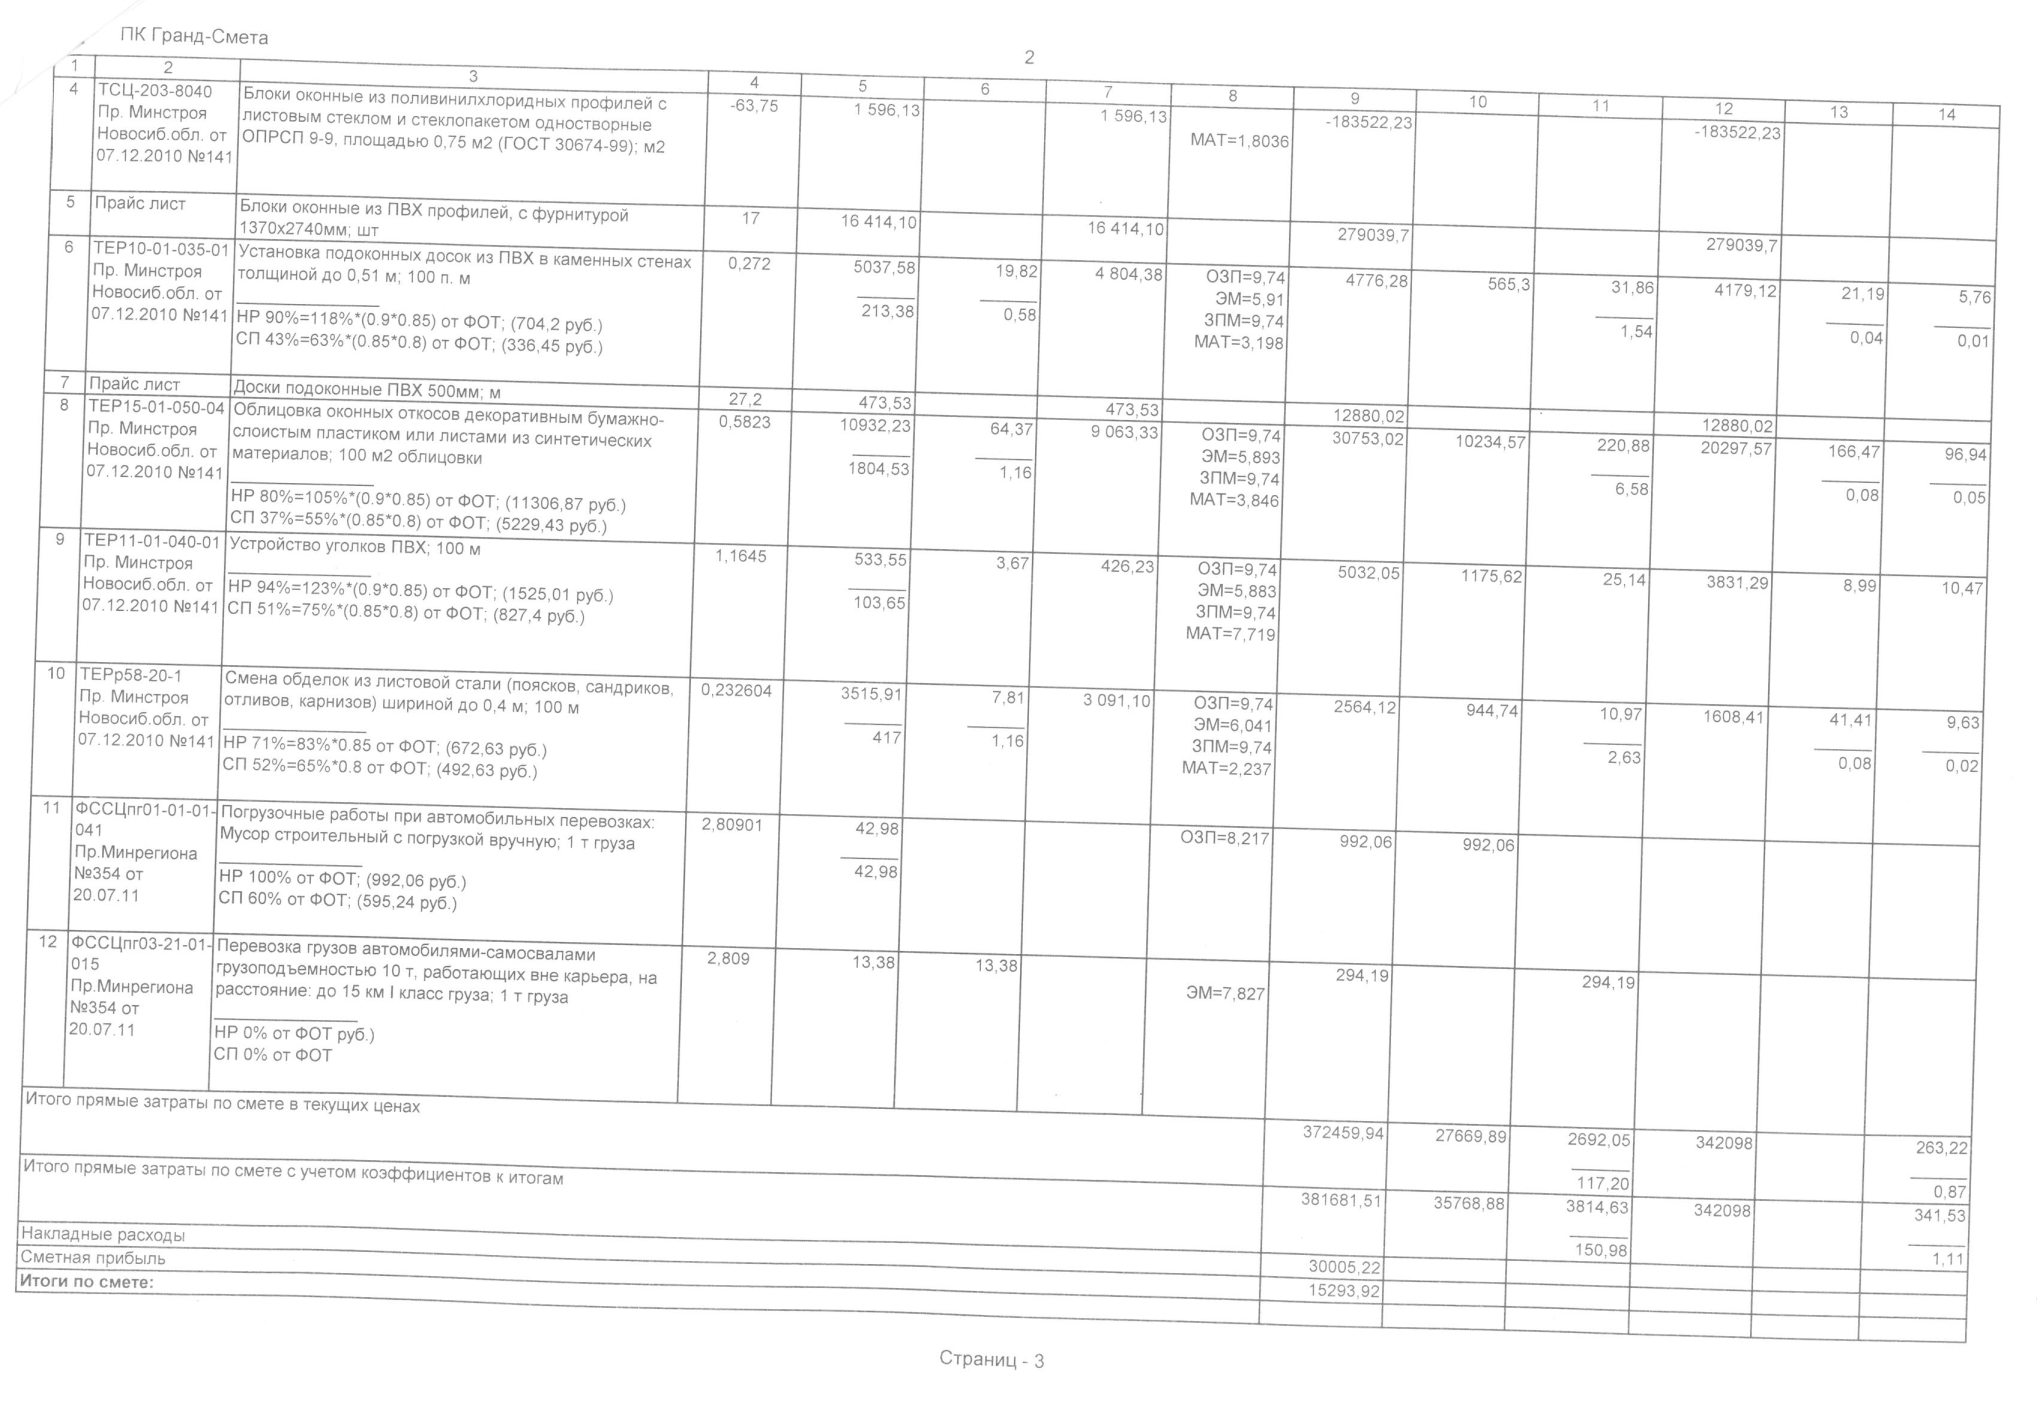 ПК Гранд-Смета
2
1 2 3 4 5 6 7 8 9 10 11 12 13 14
4 ТСЦ-203-8040 Блоки оконные из поливинилхлоридных профилей с -63,75 1 596,13 1 596,13 -183522,23 -183522,23
Пр. Минстроя листовым стеклом и стеклопакетом одностворные МАТ=1,8036
Новосиб.обл. от ОПРСП 9-9, площадью 0,75 м2 (ГОСТ 30674-99); м2
07.12.2010 №141
5 Прайс лист Блоки оконные из ПВХ профилей, с фурнитурой 17 16 414,10 16 414,10 279039,7 279039,7
1370х2740мм; шт
6 ТЕР10-01-035-01 Установка подоконных досок из ПВХ в каменных стенах 0,272 5037,58 19,82 4 804,38 ОЗП=9,74 4776,28 565,3 31,86 4179,12 21,19 5,76
Пр. Минстроя толщиной до 0,51 м; 100 п. м ЭМ=5,91
Новосиб.обл. от 213,38 0,58 ЗПМ=9,74 1,54 0,04 0,01
07.12.2010 №141 НР 90%=118%*(0.9*0.85) от ФОТ; (704,2 руб.) МАТ=3,198
СП 43%=63%*(0.85*0.8) от ФОТ; (336,45 руб.)
7 Прайс лист Доски подоконные ПВХ 500мм; м 27,2 473,53 473,53 12880,02 12880,02
8 ТЕР15-01-050-04 Облицовка оконных откосов декоративным бумажно- 0,5823 10932,23 64,37 9 063,33 ОЗП=9,74 30753,02 10234,57 220,88 20297,57 166,47 96,94
Пр. Минстроя слоистым пластиком или листами из синтетических ЭМ=5,893
Новосиб.обл. от материалов; 100 м2 облицовки 1804,53 1,16 ЗПМ=9,74 6,58 0,08 0,05
07.12.2010 №141 МАТ=3,846
НР 80%=105%*(0.9*0.85) от ФОТ; (11306,87 руб.)
СП 37%=55%*(0.85*0.8) от ФОТ; (5229,43 руб.)
9 ТЕР11-01-040-01 Устройство уголков ПВХ; 100 м 1,1645 533,55 3,67 426,23 ОЗП=9,74 5032,05 1175,62 25,14 3831,29 8,99 10,47
Пр. Минстроя ЭМ=5,883
Новосиб.обл. от НР 94%=123%*(0.9*0.85) от ФОТ; (1525,01 руб.) 103,65 ЗПМ=9,74
07.12.2010 №141 СП 51%=75%*(0.85*0.8) от ФОТ; (827,4 руб.) МАТ=7,719
10 ТЕРр58-20-1 Смена обделок из листовой стали (поясков, сандриков, 0,232604 3515,91 7,81 3 091,10 ОЗП=9,74 2564,12 944,74 10,97 1608,41 41,41 9,63
Пр. Минстроя отливов, карнизов) шириной до 0,4 м; 100 м ЭМ=6,041
Новосиб.обл. от 417 1,16 ЗПМ=9,74 2,63 0,08 0,02
07.12.2010 №141 НР 71%=83%*0.85 от ФОТ; (672,63 руб.) МАТ=2,237
СП 52%=65%*0.8 от ФОТ; (492,63 руб.)
11 ФССЦпг01-01-01- Погрузочные работы при автомобильных перевозках: 2,80901 42,98 ОЗП=8,217 992,06 992,06
041 Мусор строительный с погрузкой вручную; 1 т груза
Пр.Минрегиона 42,98
№354 от НР 100% от ФОТ; (992,06 руб.)
20.07.11 СП 60% от ФОТ; (595,24 руб.)
12 ФССЦпг03-21-01- Перевозка грузов автомобилями-самосвалами 2,809 13,38 13,38 294,19 294,19
015 грузоподъемностью 10 т, работающих вне карьера, на ЭМ=7,827
Пр.Минрегиона расстояние: до 15 км I класс груза; 1 т груза
№354 от
20.07.11 НР 0% от ФОТ руб.)
СП 0% от ФОТ
Итого прямые затраты по смете в текущих ценах 372459,94 27669,89 2692,05 342098 263,22
117,20 0,87
Итого прямые затраты по смете с учетом коэффициентов к итогам 381681,51 35768,88 3814,63 342098 341,53
150,98 1,11
Накладные расходы 30005,22
Сметная прибыль 15293,92
Итоги по смете:
Страниц - 3